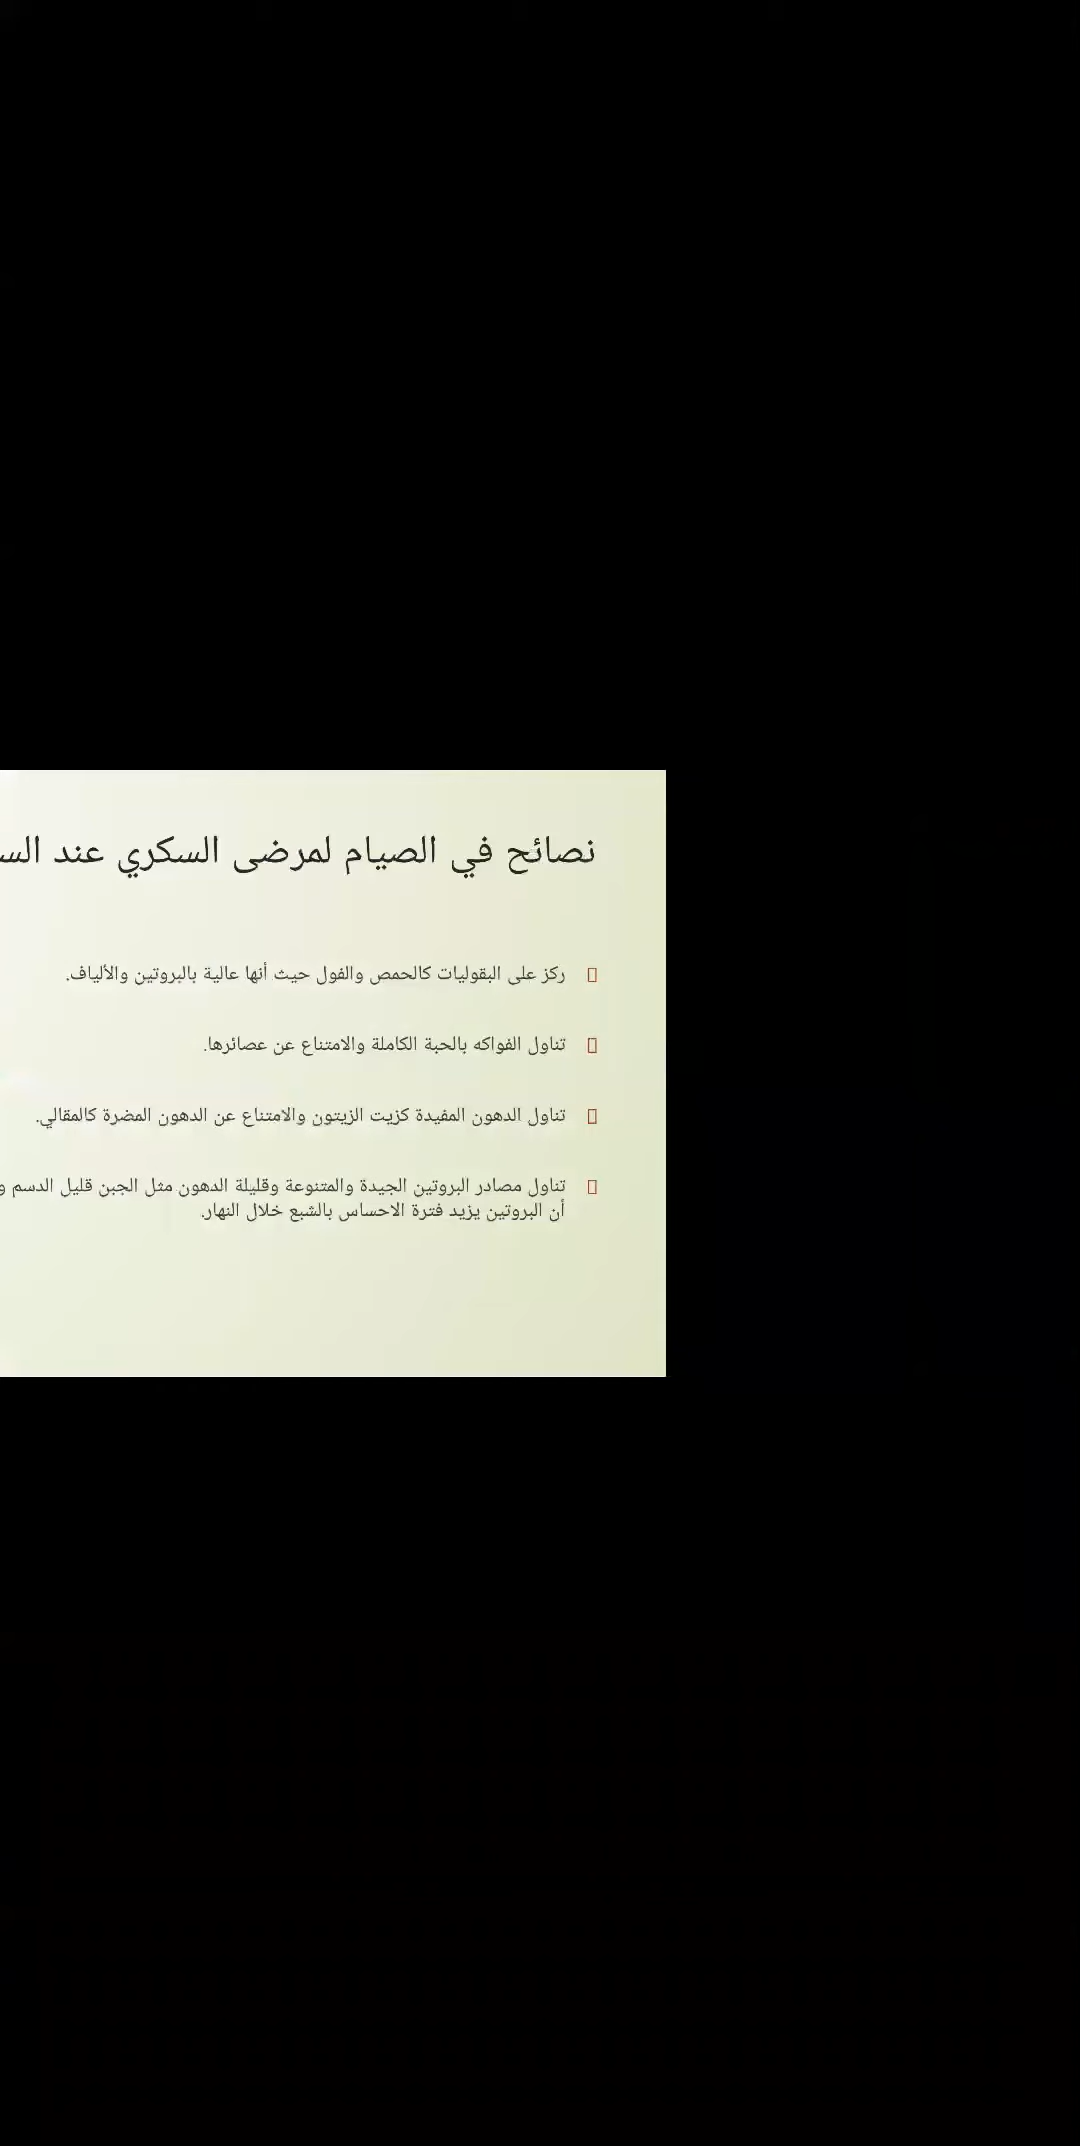 نصائح في الصيام لمرضى السكري عند
ركز على البقوليات كالحمص والفول حيث أنها عالية بالبروتين والألياف.
تناول الفواكه بالحبة الكاملة والامتناع عن عصائرها.
تناول الدهون المفيدة كزيت الزيتون والامتناع عن الدهون المضرة كالمقالي.
تناول مصادر البروتين الجيدة والمتنوعة وقليلة الدهون مثل الجبن قليل الدسم
أن البروتين يزيد فترة الاحساس بالشبع خلال النهار.